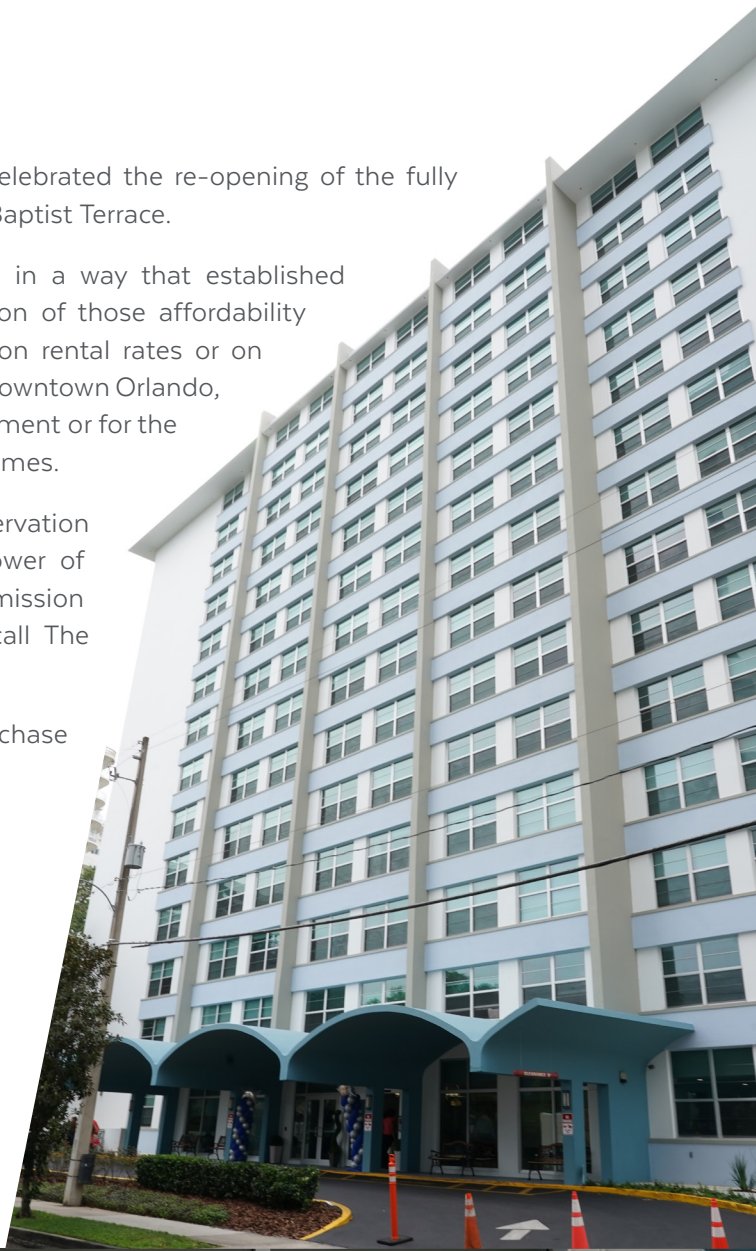 elebrated the re-opening of the fully
Baptist Terrace.
in a way that established
on of those affordability
on rental rates or on
owntown Orlando,
ment or for the
mes.
ervation
ower of
mission
all The
chase